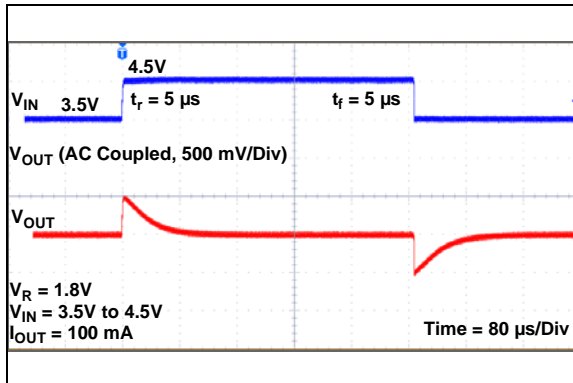 T
4.5V
VIN 3.5V tr = 5 µs tf = 5 µs
VOUT (AC Coupled, 500 mV/Div)
VOUT
VR = 1.8V
VIN = 3.5V to 4.5V
IOUT = 100 mA Time = 80 µs/Div